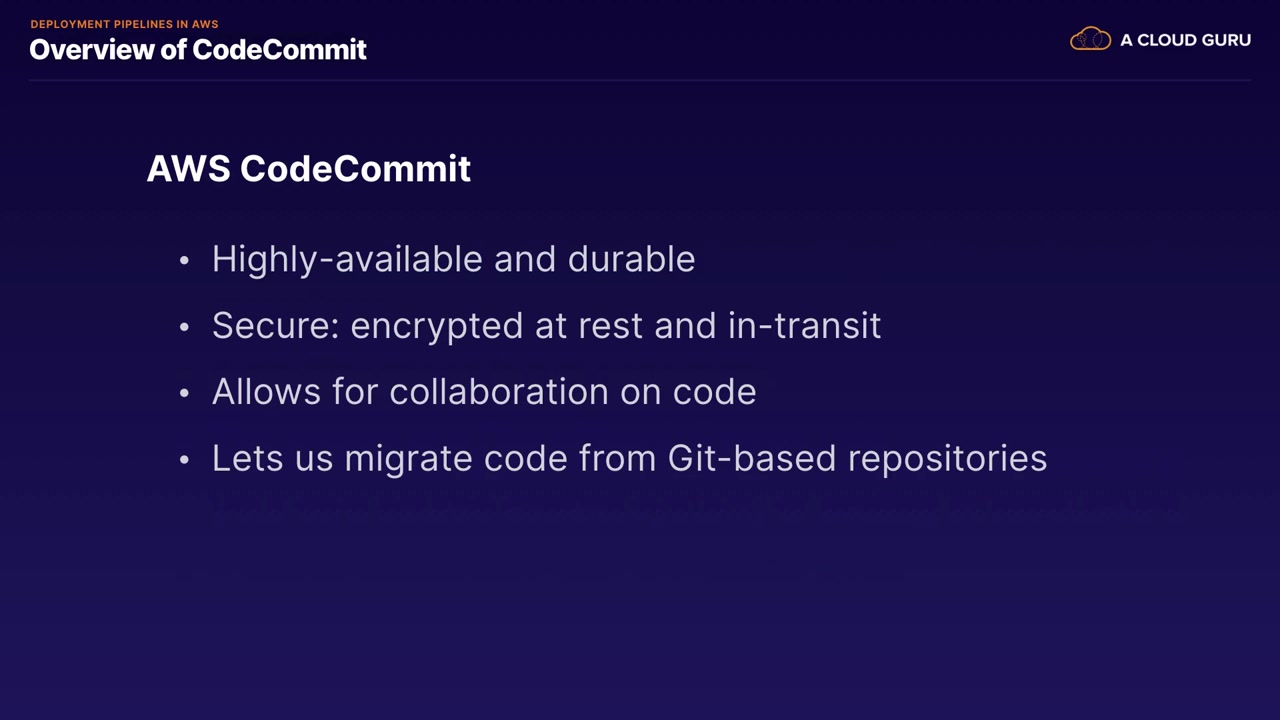 DEPLOYMENT PIPELINES IN AWS
Overview of CodeCommit
A CLOUD GURU
AWS CodeCommit
• Highly-available and durable
• Secure: encrypted at rest and in-transit
• Allows for collaboration on code
• Lets us migrate code from Git-based repositories